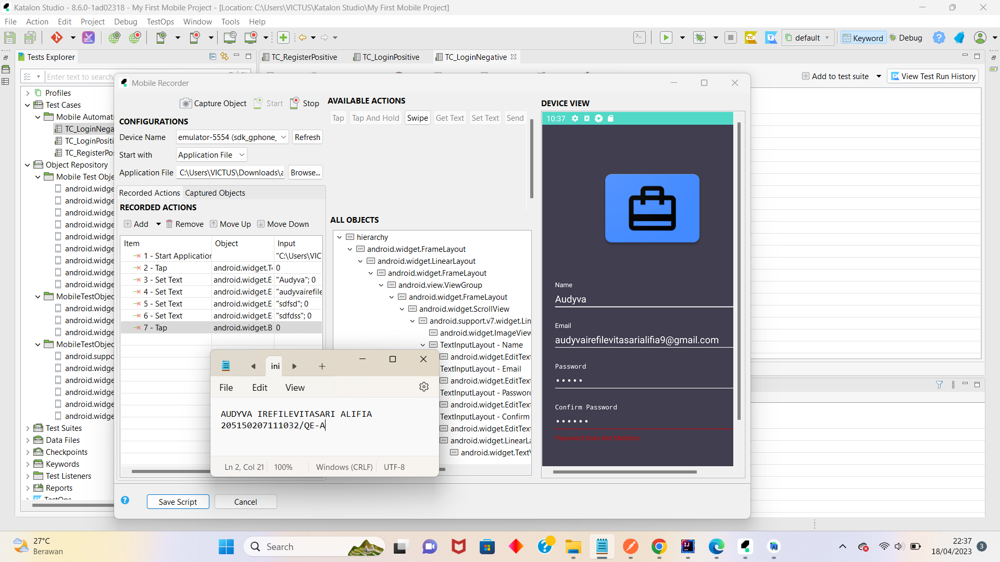 Katalon Studio - 8.6.0-1ad02318 - My First Mobile Project - [Location: C:\Users\VICTUS\Katalon Studio\My First Mobile Project]
File Action Edit Project Debug TestOps Window Tools Help
default Keyword Debug
Tests Explorer
TC_RegisterPositive TC_LoginPositive TC_LoginNegative
Enter text to search.
Add to test suite View Test Run History
Profiles
Test Cases
Mobile Automati
TC_LoginNega
TC_LoginPositi
TC_RegisterPos
Object Repository
Mobile Test Obje
android.widge
android.widge
android.widge
android.widge
android.widge
android.widge
android.widge
android.widge
android.widge
MobileTestObjec
android.widge
android.widge
android.widge
MobileTestObjec
android.suppo
android.widge
android.widge
android.widge
android.widge
android.widge
Test Suites
Data Files
Checkpoints
Keywords
Test Listeners
Reports
TestOps
Mobile Recorder
Capture Object Start Stop
CONFIGURATIONS
Device Name emulator-5554 (sdk_gphone_ Refresh
Start with Application File
Application File C:\Users\VICTUS\Downloads\a Browse...
Recorded Actions Captured Objects
RECORDED ACTIONS
Add Remove Move Up Move Down
Item Object Input
1 - Start Application "C:\Users\VIC
2 - Tap android.widget.Te 0
3 - Set Text android.widget.E "Audyva"; 0
4 - Set Text android.widget.E "audyvairefile
5 - Set Text android.widget.E "sdfsd"; 0
6 - Set Text android.widget.E "sdfdss"; 0
7 - Tap android.widget.B 0
AVAILABLE ACTIONS
Tap Tap And Hold Swipe Get Text Set Text Send
ALL OBJECTS
hierarchy
android.widget.FrameLayout
android.widget.LinearLayout
android.widget.FrameLayout
android.view.ViewGroup
android.widget.FrameLayout
android.widget.ScrollView
android.support.v7.widget.Lin
android.widget.ImageView
TextInputLayout - Name
android.widget.EditText
TextInputLayout - Email
android.widget.EditText
TextInputLayout - Password
android.widget.EditText
TextInputLayout - Confirm
android.widget.EditText
android.widget.LinearLa
android.widget.TextV
DEVICE VIEW
10:37
Name
Audyva
Email
audyvairefilevitasarialifia9@gmail.com
Password
•••••
Confirm Password
••••••
Password Does Not Matches
ini
File Edit View
AUDYVA IREFILEVITASARI ALIFIA
205150207111032/QE-A
Ln 2, Col 21 100% Windows (CRLF) UTF-8
Save Script Cancel
27°C
Berawan
Search
22:37
18/04/2023
3